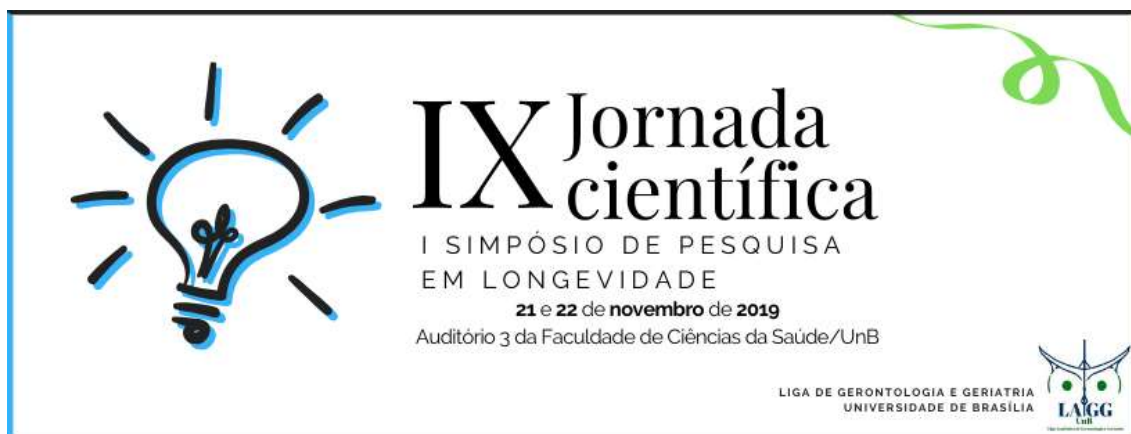 IX Jornada
científica
I SIMPÓSIO DE PESQUISA
EM LONGEVIDADE
21 e 22 de novembro de 2019
Auditório 3 da Faculdade de Ciências da Saúde/UnB
LIGA DE GERONTOLOGIA E GERIATRIA
UNIVERSIDADE DE BRASÍLIA
LAGG
UnB